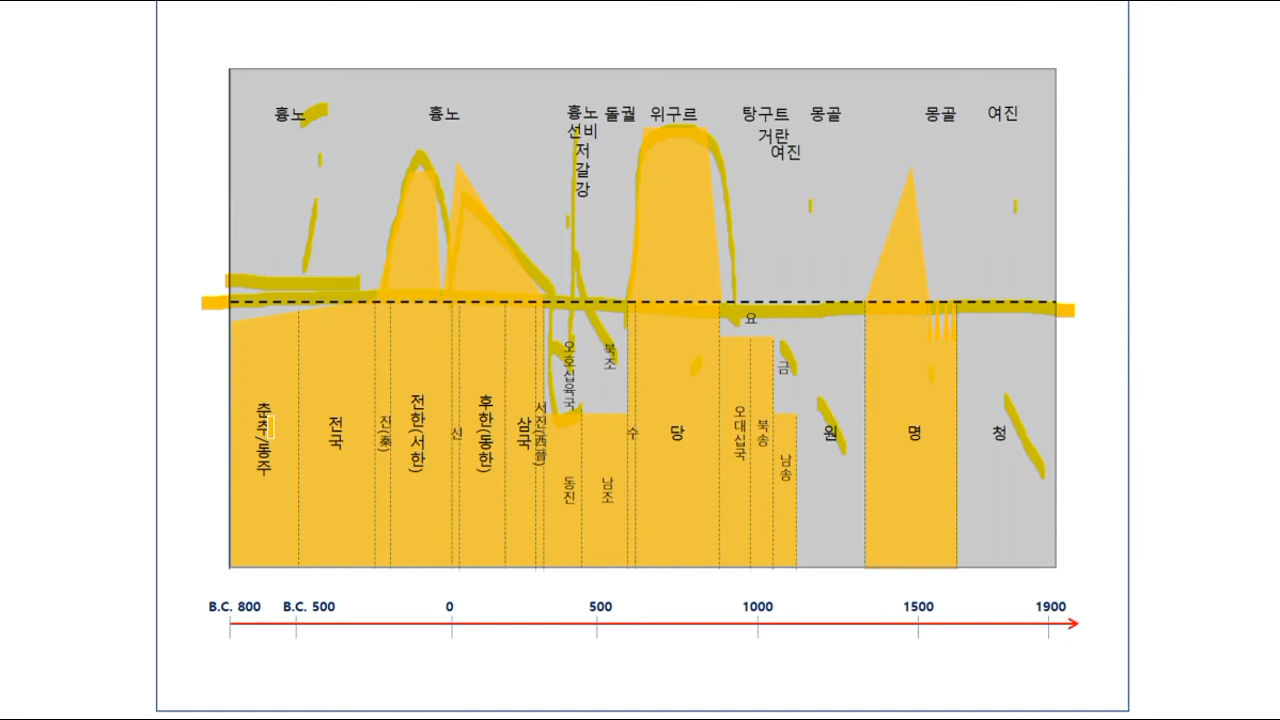 흉노
흉노
흉노
돌궐
위구르
탕구트
몽골
몽골
여진
선비
거란
여진
저
갈
강
요
오호십육국
북조
금
춘추/동주
전국
진(秦)
전한(서한)
신
후한(동한)
삼국
서진(西晉)
동진
남조
수
당
오대십국
북송
남송
원
명
청
B.C. 800
B.C. 500
0
500
1000
1500
1900